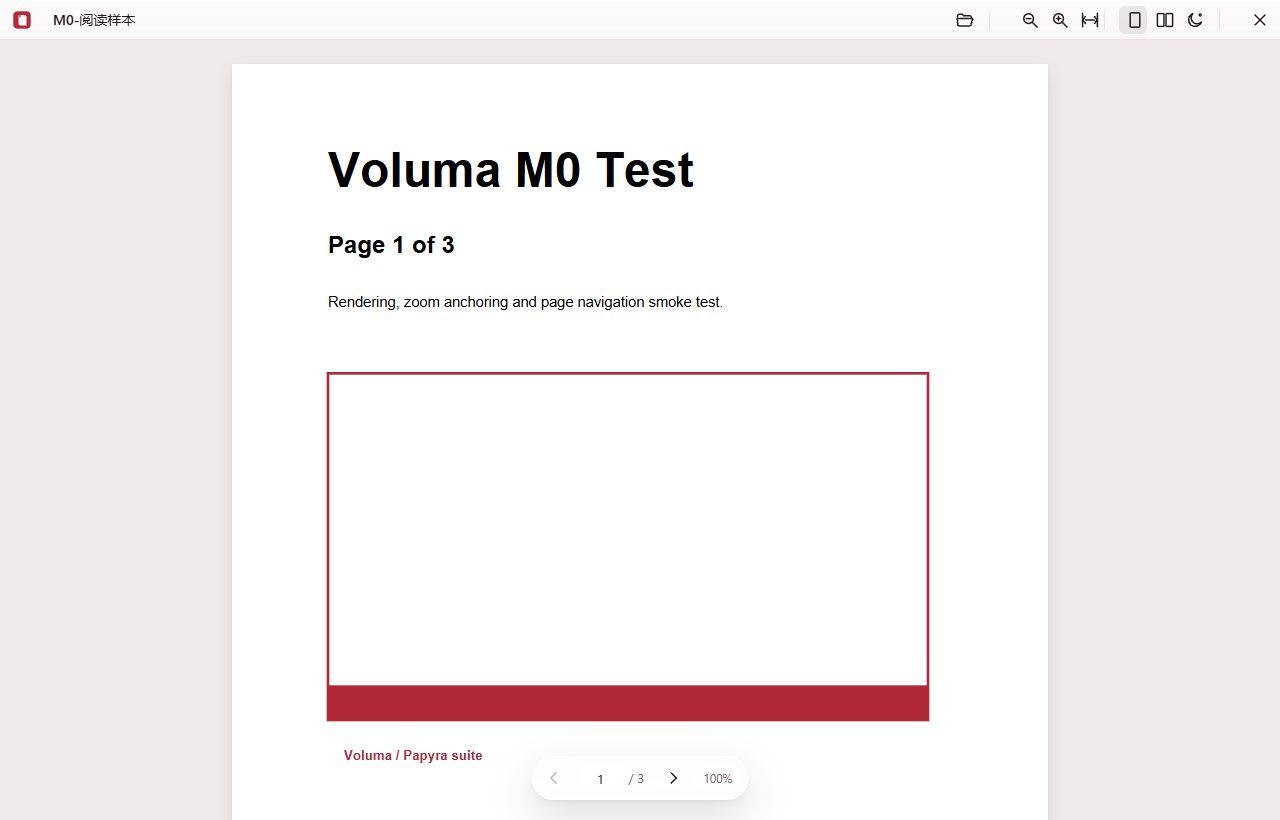 M0-阅读样本
Voluma M0 Test
Page 1 of 3
Rendering, zoom anchoring and page navigation smoke test.
Voluma / Papyra suite
1 / 3 100%